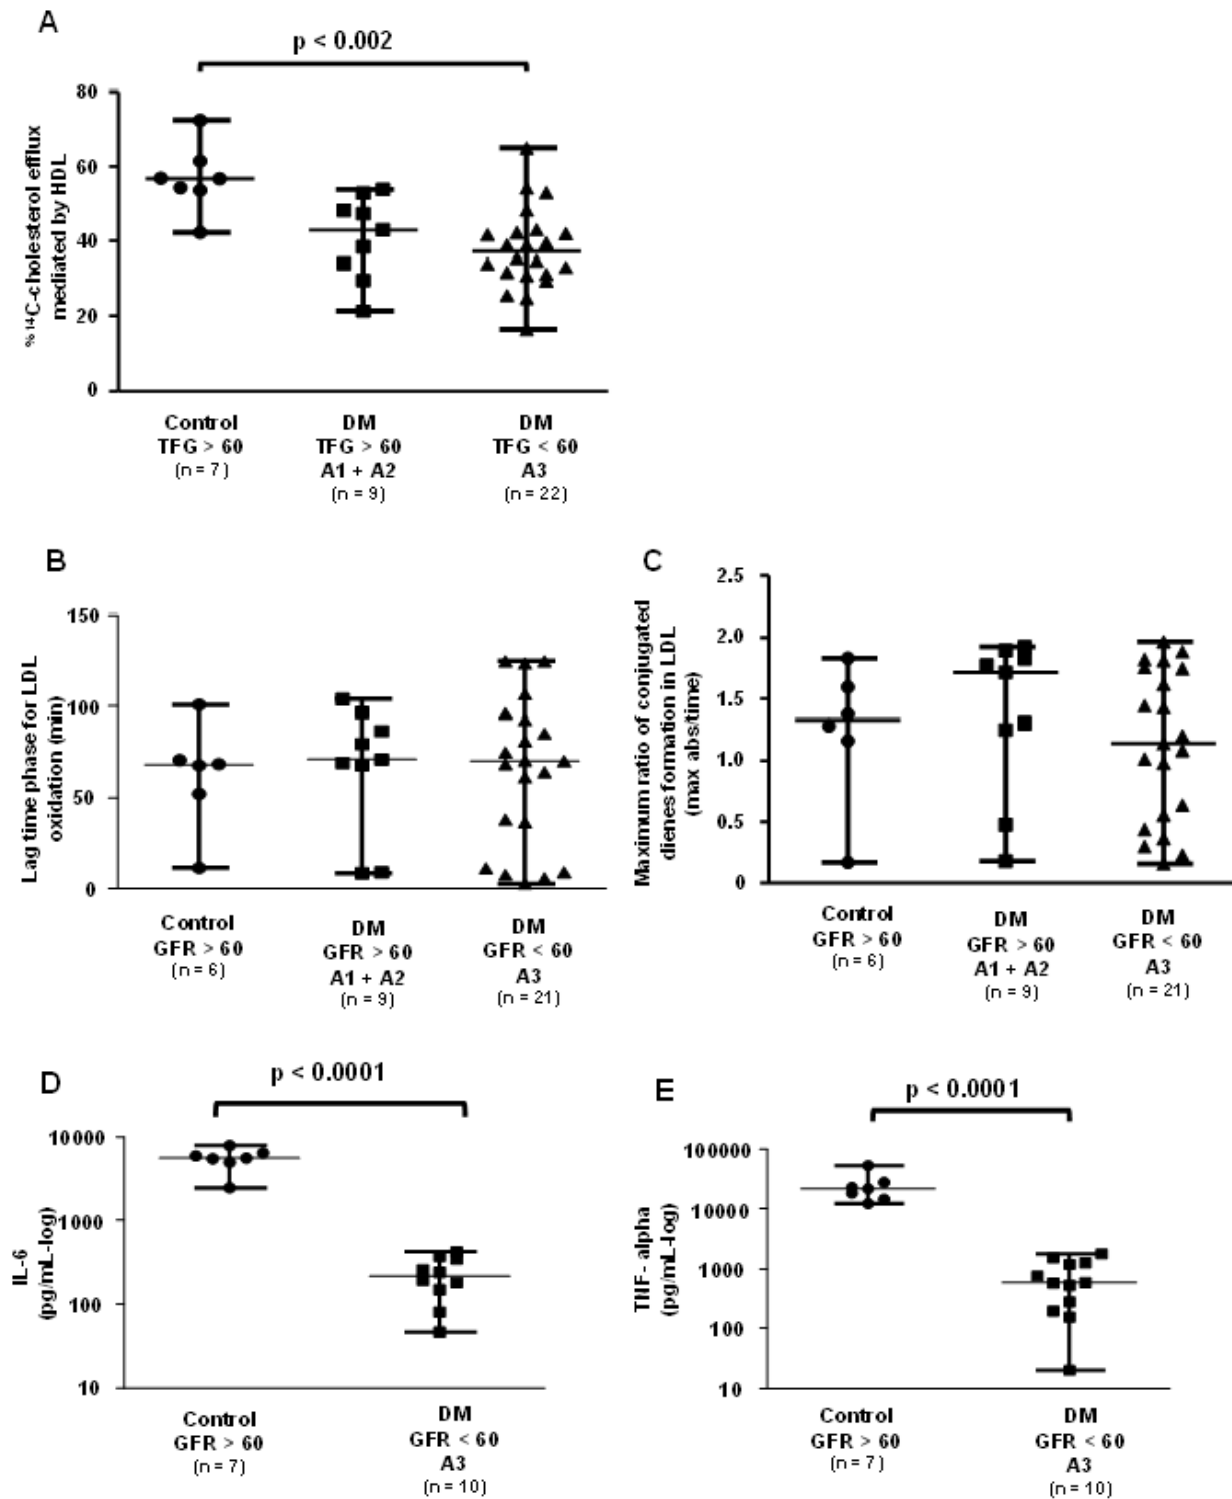 A
p < 0.002
%14C-cholesterol efflux
mediated by HDL
80
60
40
20
0
Control
TFG > 60
(n = 7)
DM
TFG > 60
A1 + A2
(n = 9)
DM
TFG < 60
A3
(n = 22)
B
Lag time phase for LDL
oxidation (min)
150
100
50
0
Control
GFR > 60
(n = 6)
DM
GFR > 60
A1 + A2
(n = 9)
DM
GFR < 60
A3
(n = 21)
C
Maximum ratio of conjugated
dienes formation in LDL
(max abs/time)
2.5
2.0
1.5
1.0
0.5
0
Control
GFR > 60
(n = 6)
DM
GFR > 60
A1 + A2
(n = 9)
DM
GFR < 60
A3
(n = 21)
D
p < 0.0001
IL-6
(pg/mL-log)
10000
1000
100
10
Control
GFR > 60
(n = 7)
DM
GFR < 60
A3
(n = 10)
E
p < 0.0001
TNF- alpha
(pg/mL-log)
100000
10000
1000
100
10
Control
GFR > 60
(n = 7)
DM
GFR < 60
A3
(n = 10)